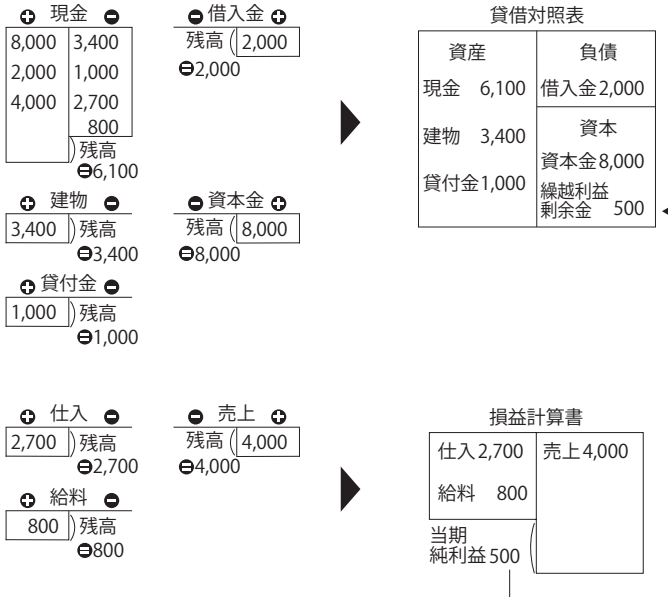 現金
8,000 3,400
2,000 1,000
4,000 2,700
800
残高
6,100
借入金
残高 2,000
2,000
建物
3,400 残高
3,400
資本金
残高 8,000
8,000
貸付金
1,000 残高
1,000
貸借対照表
資産 負債
現金 6,100 借入金2,000
建物 3,400 資本
資本金8,000
貸付金1,000
繰越利益
剰余金 500
仕入
2,700 残高
2,700
売上
残高 4,000
4,000
給料
800 残高
800
損益計算書
仕入2,700 売上4,000
給料 800
当期
純利益500